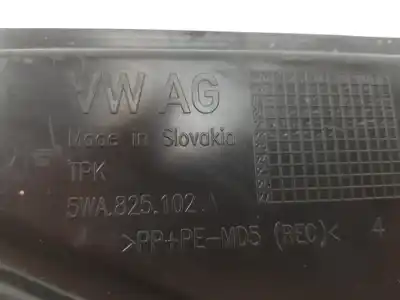 VW AG
Made in Slovakia
TPK
5WA.825.102
>PP+PE-MD5 (REC)< 4